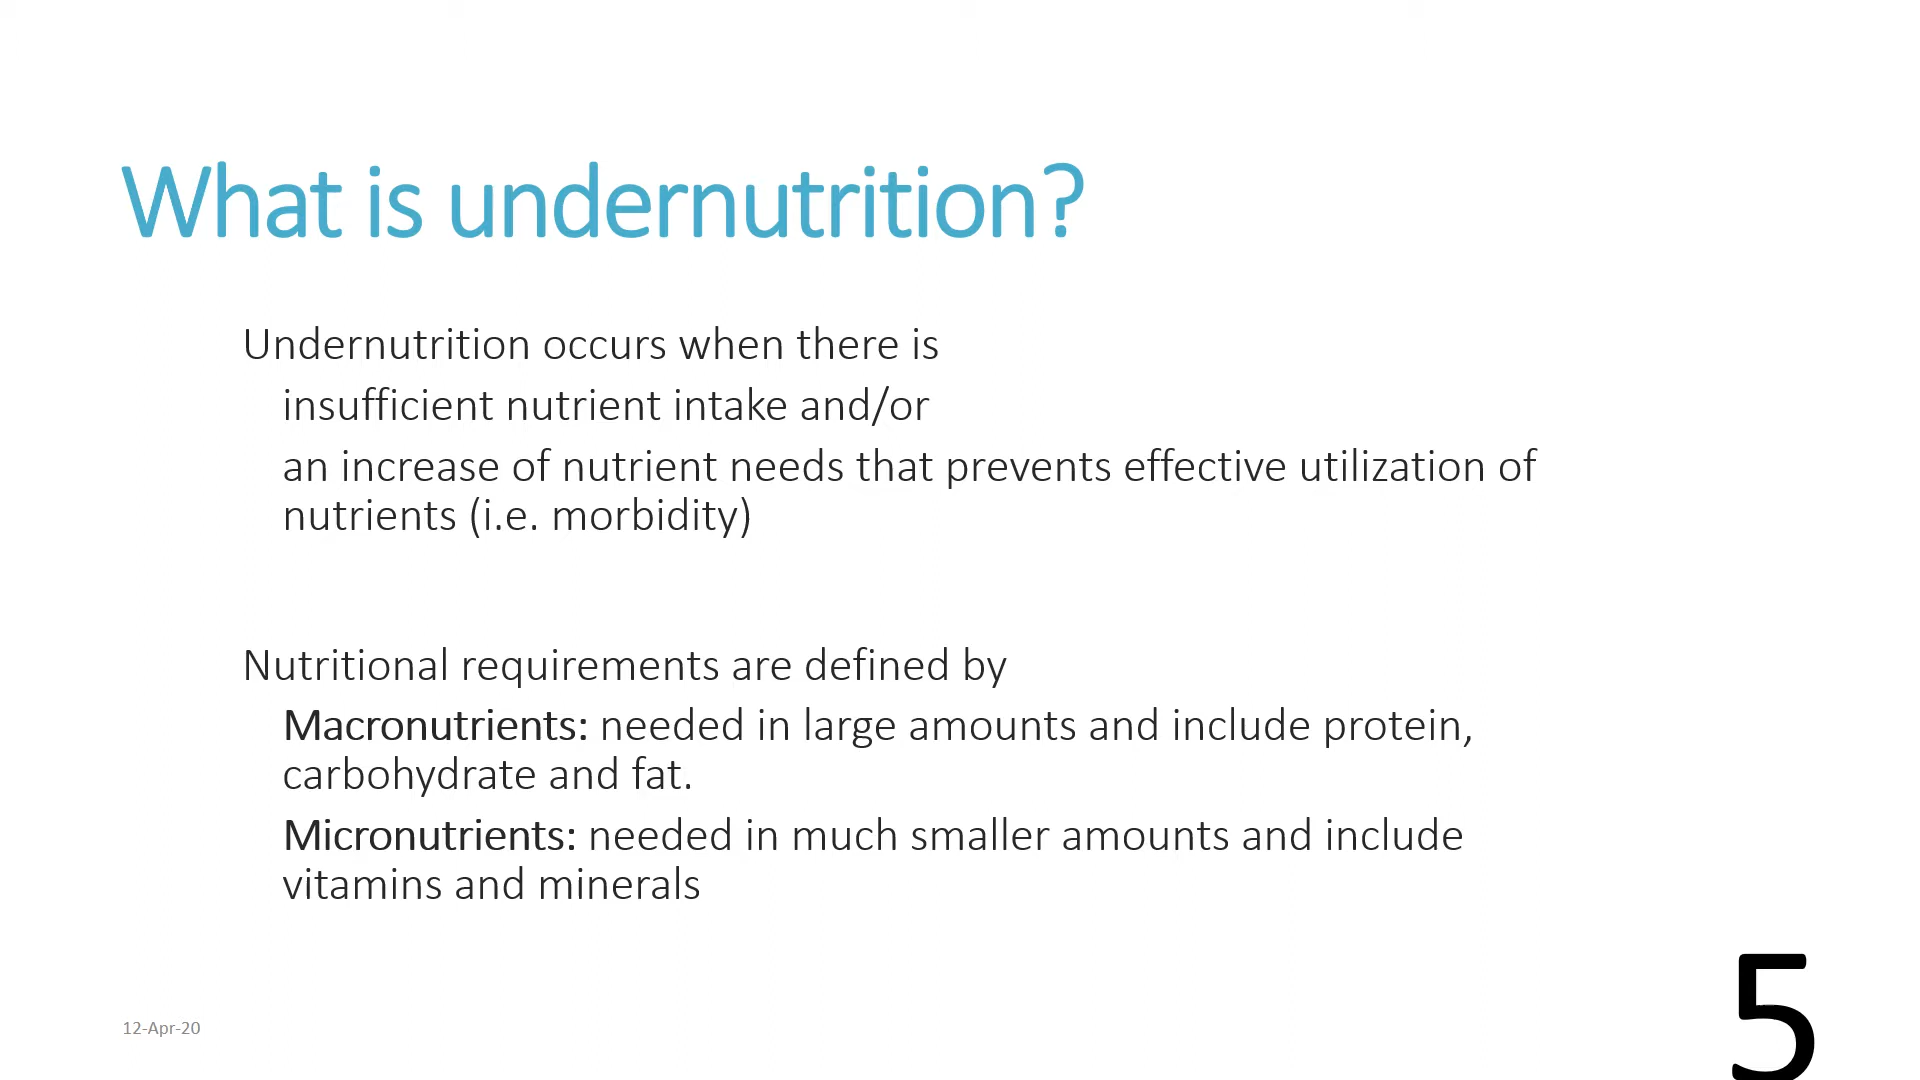 What is undernutrition?
Undernutrition occurs when there is
insufficient nutrient intake and/or
an increase of nutrient needs that prevents effective utilization of
nutrients (i.e. morbidity)
Nutritional requirements are defined by
Macronutrients: needed in large amounts and include protein,
carbohydrate and fat.
Micronutrients: needed in much smaller amounts and include
vitamins and minerals
12-Apr-20
5